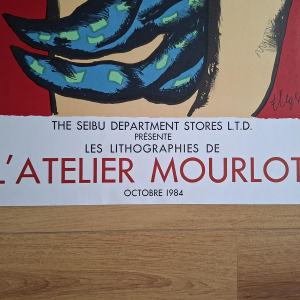 THE SEIBU DEPARTMENT STORES L.T.D.
PRÉSENTE
LES LITHOGRAPHIES DE
L'ATELIER MOURLOT
OCTOBRE 1984